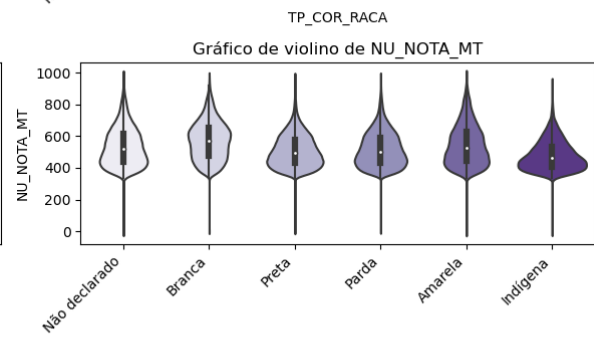 TP_COR_RACA
Gráfico de violino de NU_NOTA_MT
NU_NOTA_MT
1000
800
600
400
200
0
Não declarado
Branca
Preta
Parda
Amarela
Indígena